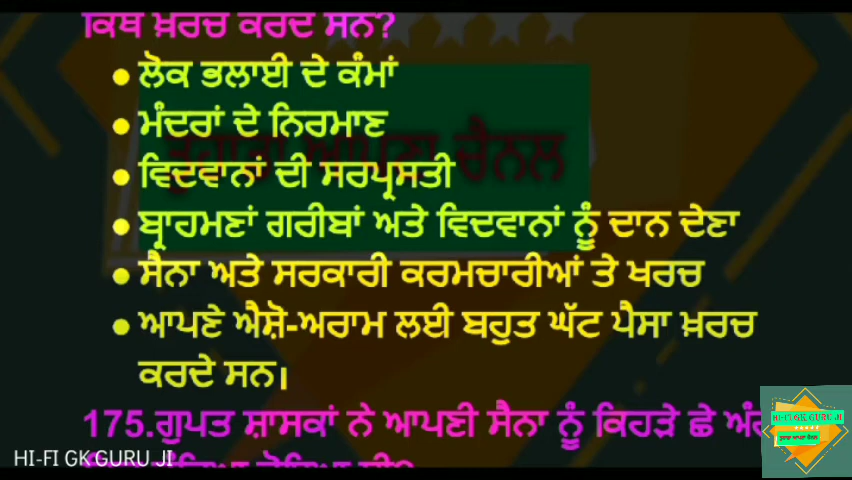 ਕਿਥੇ ਖ਼ਰਚ ਕਰਦੇ ਸਨ?
• ਲੋਕ ਭਲਾਈ ਦੇ ਕੰਮਾਂ
• ਮੰਦਰਾਂ ਦੇ ਨਿਰਮਾਣ
• ਵਿਦਵਾਨਾਂ ਦੀ ਸਰਪ੍ਰਸਤੀ
• ਬ੍ਰਾਹਮਣਾਂ ਗਰੀਬਾਂ ਅਤੇ ਵਿਦਵਾਨਾਂ ਨੂੰ ਦਾਨ ਦੇਣਾ
• ਸੈਨਾ ਅਤੇ ਸਰਕਾਰੀ ਕਰਮਚਾਰੀਆਂ ਤੇ ਖਰਚ
• ਆਪਣੇ ਐਸ਼ੋ-ਅਰਾਮ ਲਈ ਬਹੁਤ ਘੱਟ ਪੈਸਾ ਖ਼ਰਚ
ਕਰਦੇ ਸਨ।
175.ਗੁਪਤ ਸ਼ਾਸਕਾਂ ਨੇ ਆਪਣੀ ਸੈਨਾ ਨੂੰ ਕਿਹੜੇ ਛੇ
HI-FI GK GURU JI
HI-FI GK GURU JI
ਤੁਹਾਡਾ ਆਪਣਾ ਚੈਨਲ